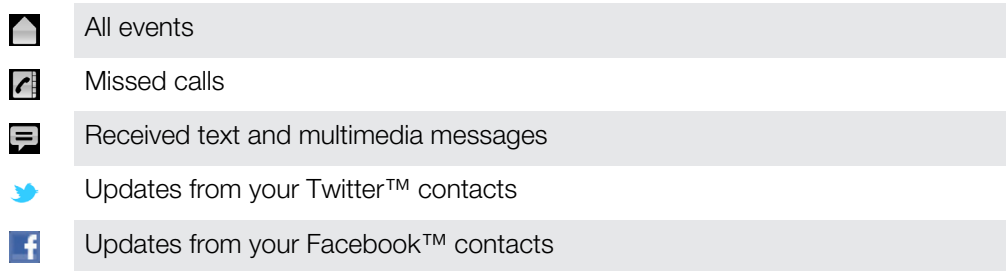 All events
Missed calls
Received text and multimedia messages
Updates from your Twitter™ contacts
Updates from your Facebook™ contacts